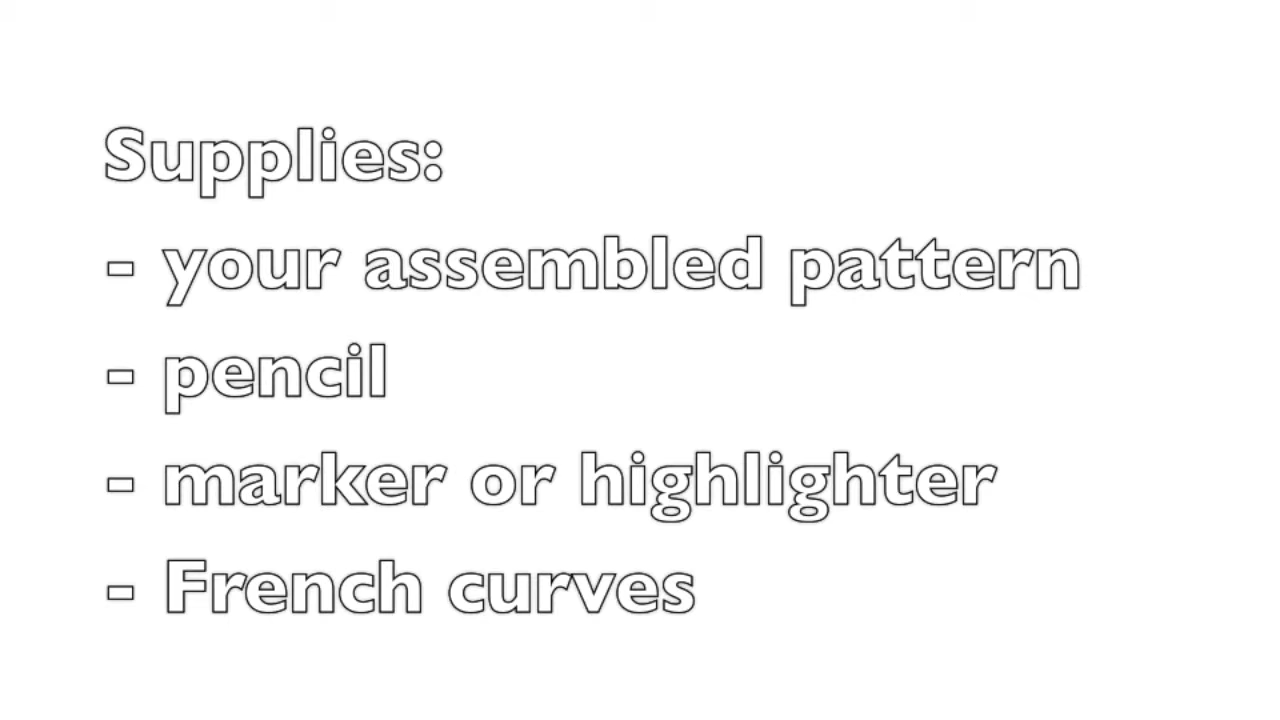 Supplies:
- your assembled pattern
- pencil
- marker or highlighter
- French curves